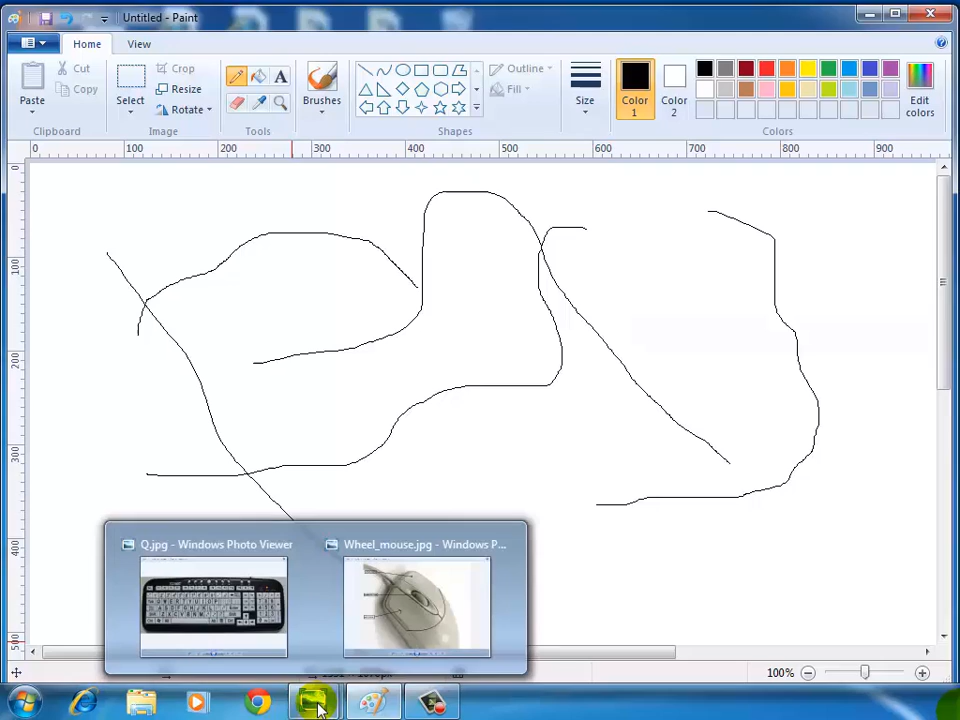 Untitled - Paint
Home View
Paste
Cut
Copy
Clipboard
Select
Crop
Resize
Rotate
Image
A
Tools
Brushes
Outline
Fill
Shapes
Size
Color 1
Color 2
Edit colors
Colors
0 100 200 300 400 500 600 700 800 900
0
100
200
300
400
500
Q.jpg - Windows Photo Viewer
Wheel_mouse.jpg - Windows P...
100%